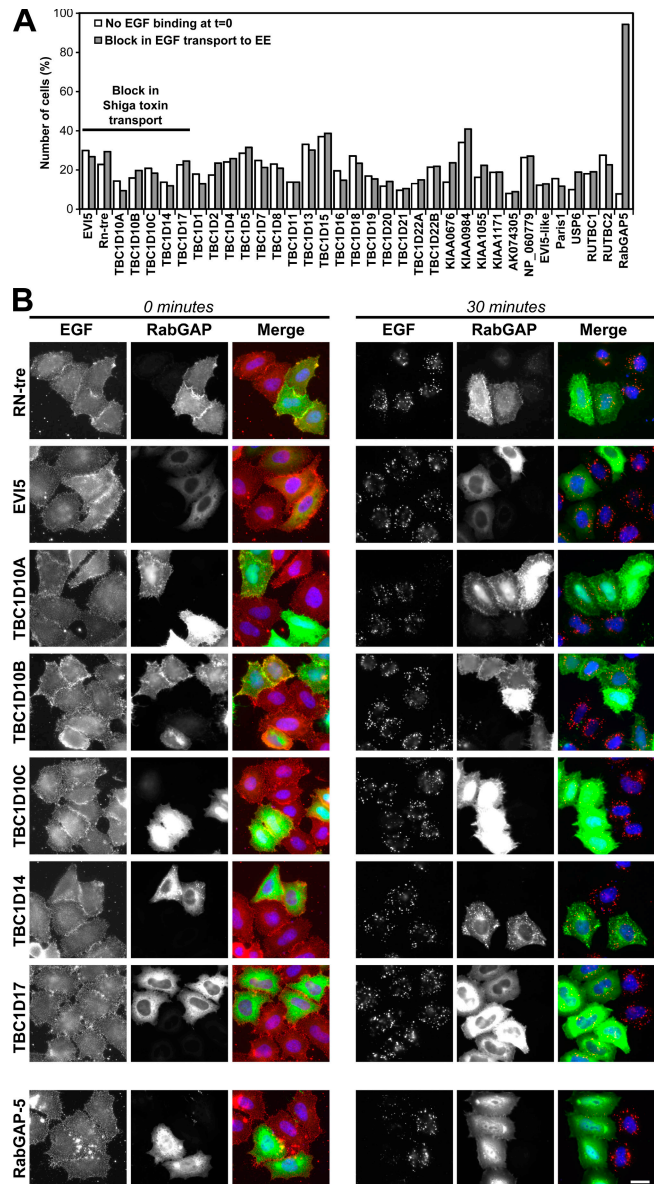 A
No EGF binding at t=0
Block in EGF transport to EE
Block in
Shiga toxin
transport
Number of cells (%)
100
80
60
40
20
0
EVI5
Rn-tre
TBC1D10A
TBC1D10B
TBC1D10C
TBC1D14
TBC1D17
TBC1D1
TBC1D2
TBC1D4
TBC1D5
TBC1D7
TBC1D8
TBC1D11
TBC1D13
TBC1D15
TBC1D16
TBC1D18
TBC1D19
TBC1D20
TBC1D21
TBC1D22A
TBC1D22B
KIAA0676
KIAA0984
KIAA1055
KIAA1171
AK074305
NP_060779
EVI5-like
Paris1
USP6
RUTBC1
RUTBC2
RabGAP5
B
0 minutes
30 minutes
EGF RabGAP Merge EGF RabGAP Merge
RN-tre
EVI5
TBC1D10A
TBC1D10B
TBC1D10C
TBC1D14
TBC1D17
RabGAP-5